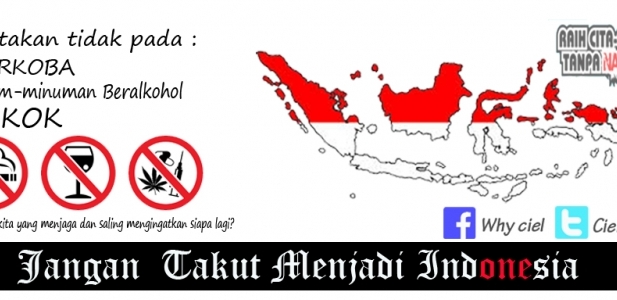 takan tidak pada :
RKOBA
m-minuman Beralkohol
KOK
kita yang menjaga dan saling mengingatkan siapa lagi?
RAIH CITA
TANPA NA
Why ciel
Cie
Jangan Takut Menjadi Indonesia